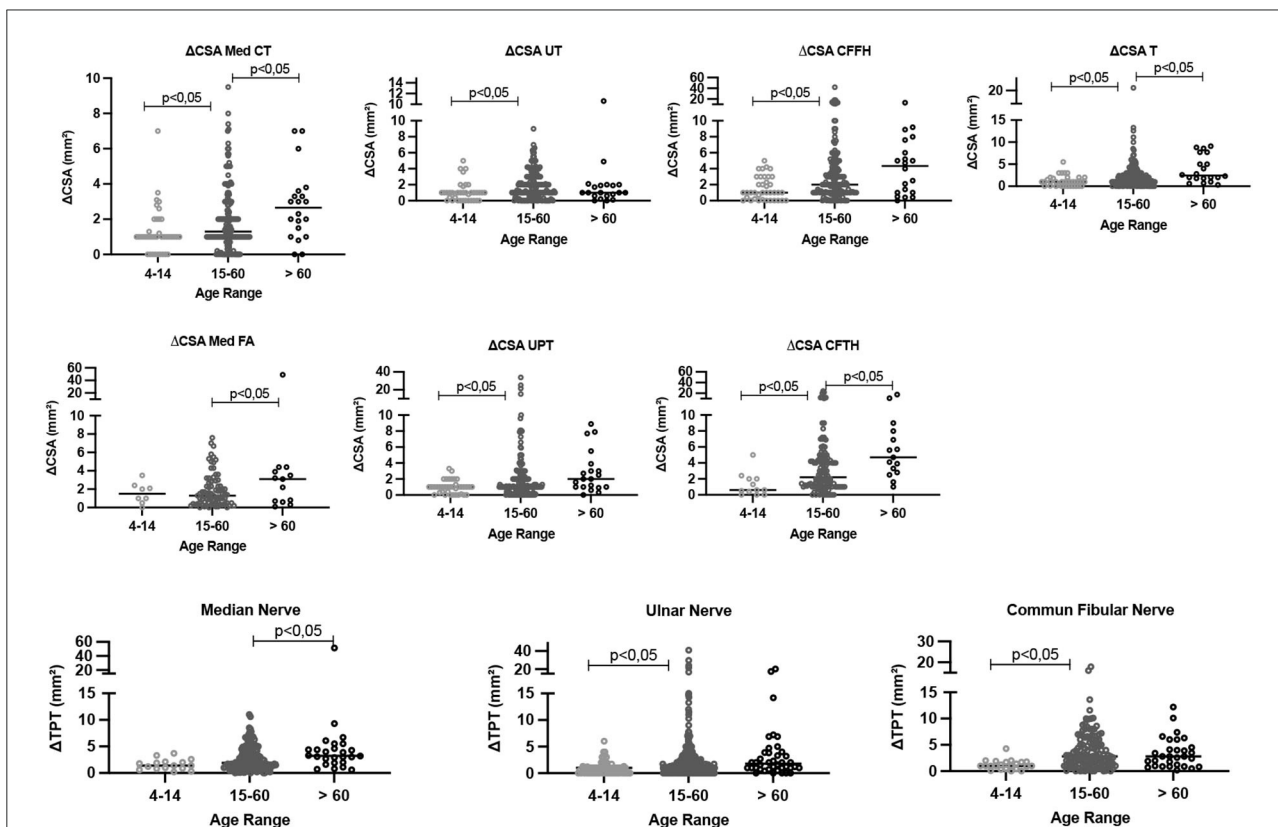 ΔCSA Med CT
ΔCSA (mm²)
10
8
6
4
2
0
p<0,05
p<0,05
4-14
15-60
> 60
Age Range
ΔCSA UT
ΔCSA (mm²)
14
12
10
8
6
4
2
0
p<0,05
4-14
15-60
> 60
Age Range
ΔCSA CFFH
ΔCSA (mm²)
60
40
20
10
8
6
4
2
0
p<0,05
4-14
15-60
> 60
Age Range
ΔCSA T
ΔCSA (mm²)
20
15
10
5
0
p<0,05
p<0,05
4-14
15-60
> 60
Age Range
ΔCSA Med FA
ΔCSA (mm²)
60
40
20
10
8
6
4
2
0
p<0,05
4-14
15-60
> 60
Age Range
ΔCSA UPT
ΔCSA (mm²)
40
20
10
8
6
4
2
0
p<0,05
4-14
15-60
> 60
Age Range
ΔCSA CFTH
ΔCSA (mm²)
60
40
20
10
8
6
4
2
0
p<0,05
p<0,05
4-14
15-60
> 60
Age Range
Median Nerve
ΔTPT (mm²)
60
40
20
15
10
5
0
p<0,05
4-14
15-60
> 60
Age Range
Ulnar Nerve
ΔTPT (mm²)
40
20
15
10
5
0
p<0,05
4-14
15-60
> 60
Age Range
Commun Fibular Nerve
ΔTPT (mm²)
30
20
15
10
5
0
p<0,05
4-14
15-60
> 60
Age Range